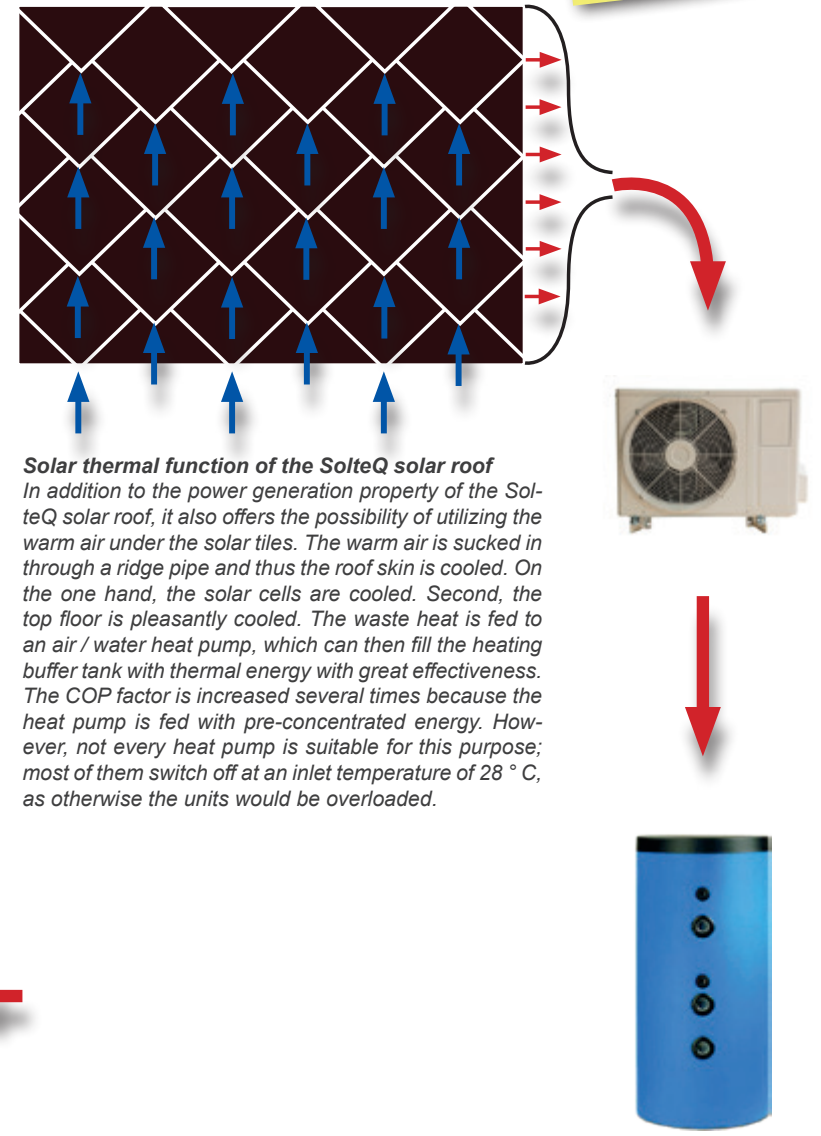 Solar thermal function of the SolteQ solar roof
In addition to the power generation property of the Sol-
teQ solar roof, it also offers the possibility of utilizing the
warm air under the solar tiles. The warm air is sucked in
through a ridge pipe and thus the roof skin is cooled. On
the one hand, the solar cells are cooled. Second, the
top floor is pleasantly cooled. The waste heat is fed to
an air / water heat pump, which can then fill the heating
buffer tank with thermal energy with great effectiveness.
The COP factor is increased several times because the
heat pump is fed with pre-concentrated energy. How-
ever, not every heat pump is suitable for this purpose;
most of them switch off at an inlet temperature of 28 ° C,
as otherwise the units would be overloaded.